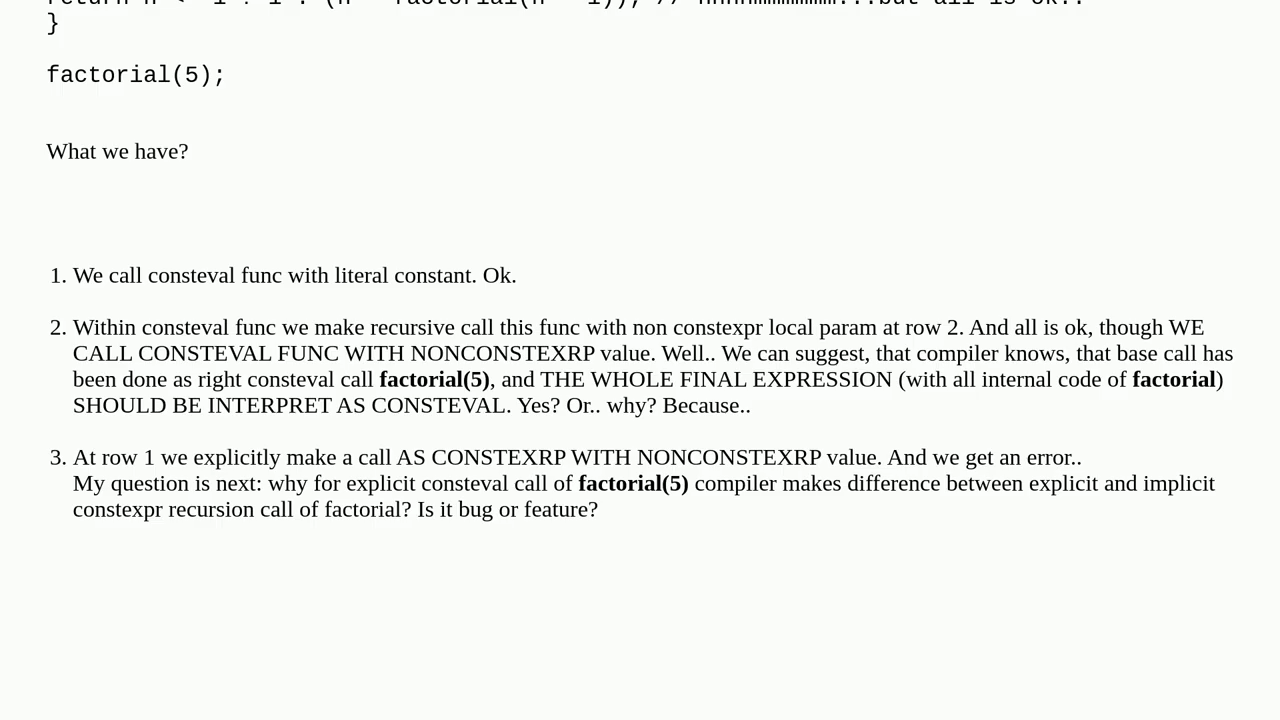 }
factorial(5);
What we have?
1. We call consteval func with literal constant. Ok.
2. Within consteval func we make recursive call this func with non constexpr local param at row 2. And all is ok, though WE
CALL CONSTEVAL FUNC WITH NONCONSTEXRP value. Well.. We can suggest, that compiler knows, that base call has
been done as right consteval call factorial(5), and THE WHOLE FINAL EXPRESSION (with all internal code of factorial)
SHOULD BE INTERPRET AS CONSTEVAL. Yes? Or.. why? Because..
3. At row 1 we explicitly make a call AS CONSTEXRP WITH NONCONSTEXRP value. And we get an error..
My question is next: why for explicit consteval call of factorial(5) compiler makes difference between explicit and implicit
constexpr recursion call of factorial? Is it bug or feature?